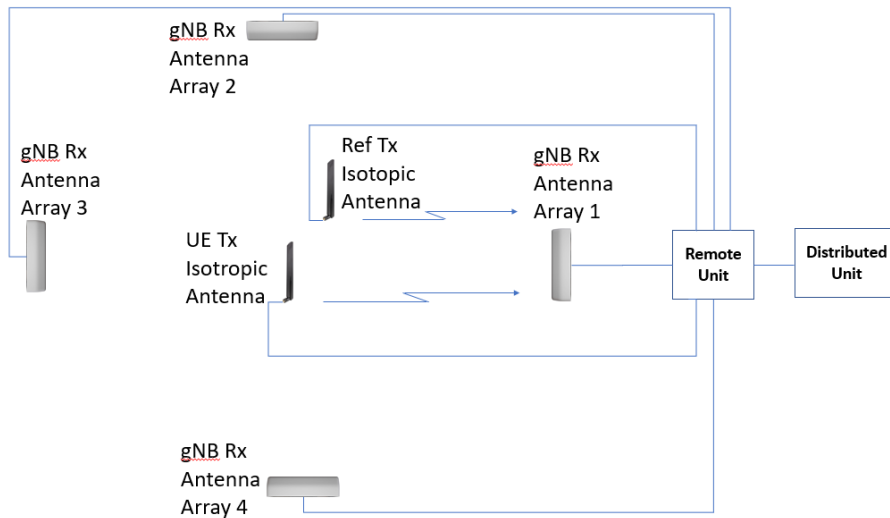 gNB Rx
Antenna
Array 2
gNB Rx
Antenna
Array 3
Ref Tx
Isotopic
Antenna
gNB Rx
Antenna
Array 1
UE Tx
Isotropic
Antenna
Remote
Unit
Distributed
Unit
gNB Rx
Antenna
Array 4